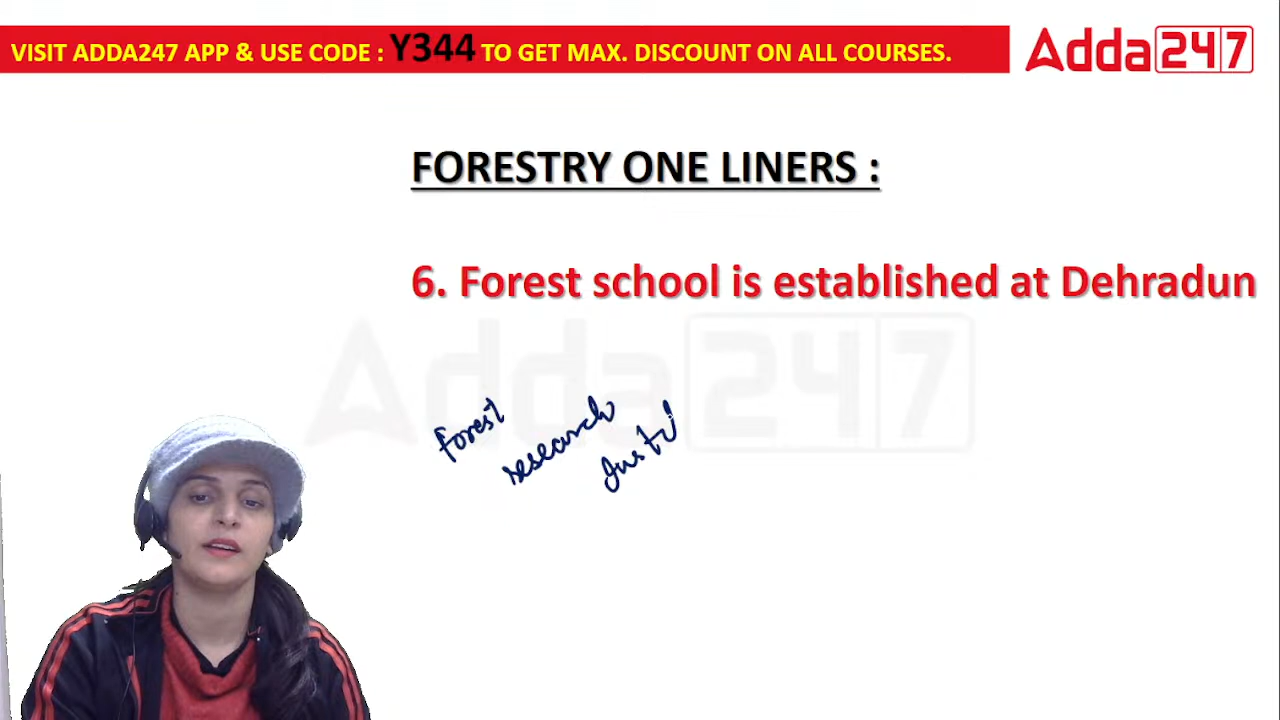 VISIT ADDA247 APP & USE CODE : Y344 TO GET MAX. DISCOUNT ON ALL COURSES.
Adda247
FORESTRY ONE LINERS :
6. Forest school is established at Dehradun
Adda247
Forest
research